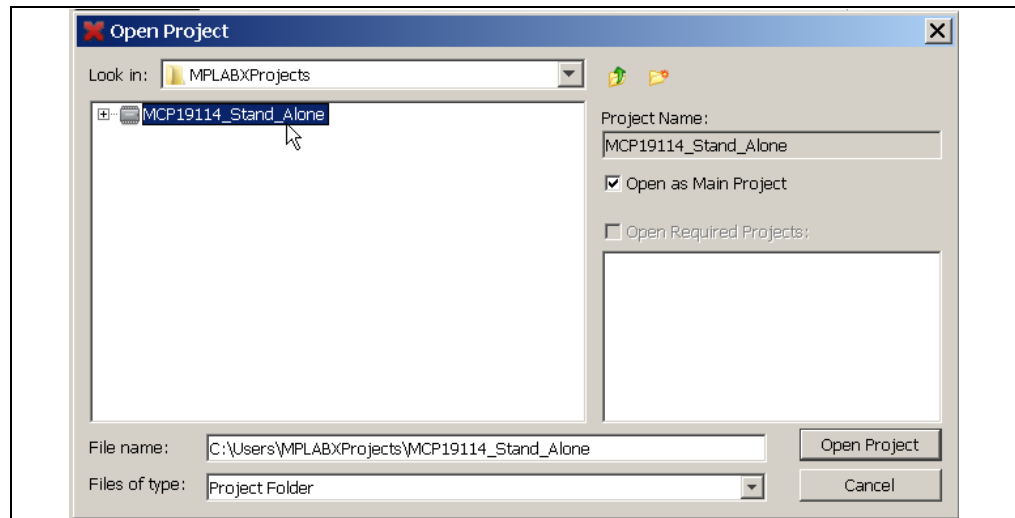 Open Project
Look in: MPLABXProjects
MCP19114_Stand_Alone
Project Name:
MCP19114_Stand_Alone
Open as Main Project
Open Required Projects:
File name: C:\Users\MPLABXProjects\MCP19114_Stand_Alone
Open Project
Files of type: Project Folder
Cancel